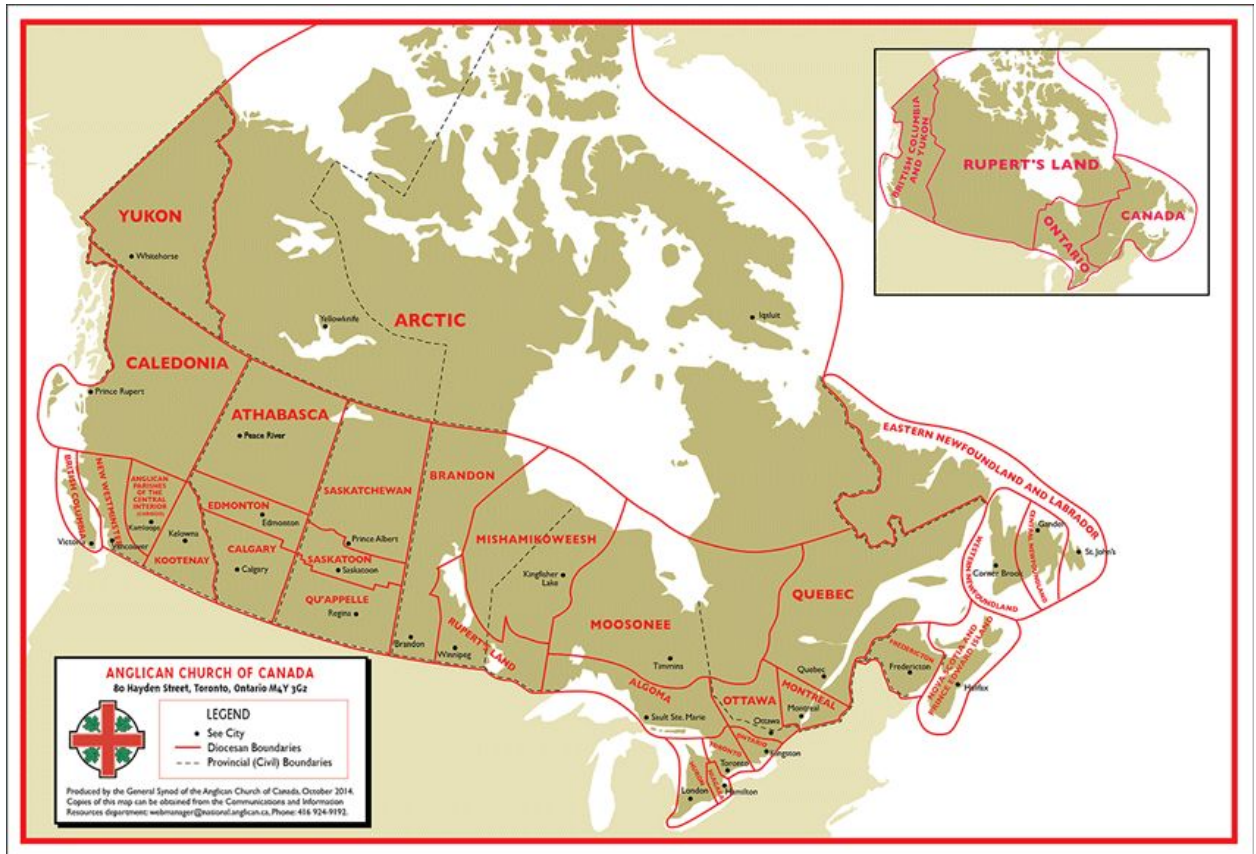 YUKON
Whitehorse
ARCTIC
Yellowknife
Iqaluit
CALEDONIA
Prince Rupert
ATHABASCA
Peace River
BRITISH COLUMBIA
Victoria
NEW WESTMINSTER
Vancouver
ANGLICAN
PARISHES
OF THE
CENTRAL
INTERIOR
Kamloops
Kelowna
KOOTENAY
EDMONTON
Edmonton
CALGARY
Calgary
SASKATCHEWAN
Prince Albert
SASKATOON
Saskatoon
QU'APPELLE
Regina
BRANDON
Brandon
RUPERT'S LAND
Winnipeg
MISHAMIKOWEESH
Kingfisher
Lake
MOOSONEE
Timmins
ALGOMA
Sault Ste. Marie
QUEBEC
Quebec
MONTREAL
Montreal
OTTAWA
Ottawa
ONTARIO
Kingston
TORONTO
Toronto
NIAGARA
Hamilton
HURON
London
EASTERN NEWFOUNDLAND AND LABRADOR
CENTRAL NEWFOUNDLAND
Gander
St. John's
WESTERN NEWFOUNDLAND
Corner Brook
FREDERICTON
Fredericton
NOVA SCOTIA AND
PRINCE EDWARD ISLAND
Halifax
BRITISH COLUMBIA
AND YUKON
RUPERT'S LAND
ONTARIO
CANADA
ANGLICAN CHURCH OF CANADA
80 Hayden Street, Toronto, Ontario M4Y 3G2
LEGEND
See City
Diocesan Boundaries
Provincial (Civil) Boundaries
Produced by the General Synod of the Anglican Church of Canada, October 2014.
Copies of this map can be obtained from the Communications and Information
Resources department: webmanager@national.anglican.ca, Phone: 416 924-9192.